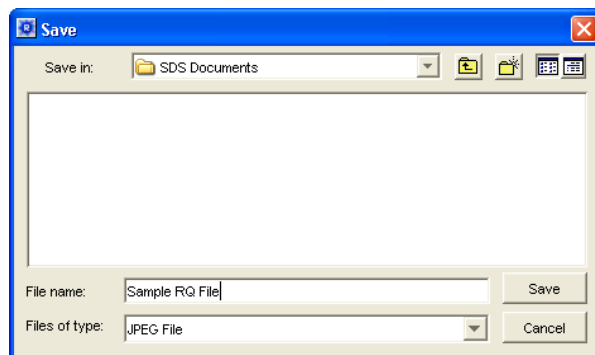 R Save
Save in: SDS Documents
File name: Sample RQ File Save
Files of type: JPEG File Cancel